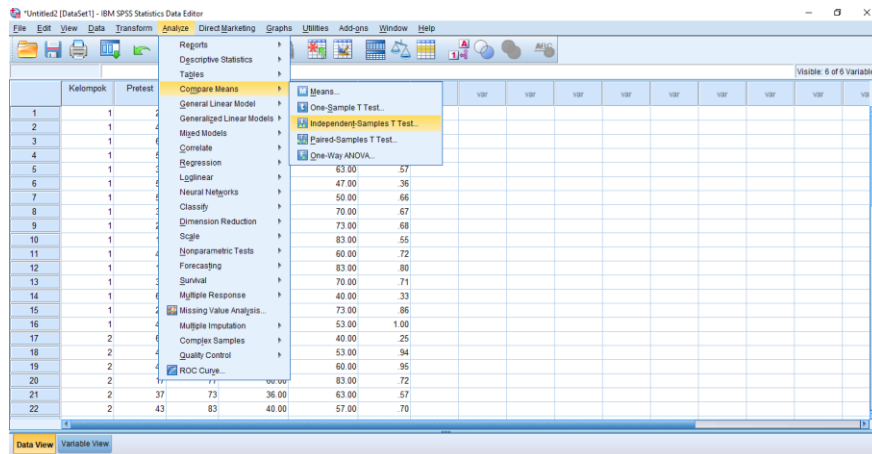 *Untitled2 [DataSet1] - IBM SPSS Statistics Data Editor
File Edit View Data Transform Analyze Direct Marketing Graphs Utilities Add-ons Window Help
Visible: 6 of 6 Variable
Kelompok Pretest var var var var var var var va
Reports
Descriptive Statistics
Tables
Compare Means
General Linear Model
Generalized Linear Models
Mixed Models
Correlate
Regression
Loglinear
Neural Networks
Classify
Dimension Reduction
Scale
Nonparametric Tests
Forecasting
Survival
Multiple Response
Missing Value Analysis...
Multiple Imputation
Complex Samples
Quality Control
ROC Curve...
Means...
One-Sample T Test...
Independent-Samples T Test...
Paired-Samples T Test...
One-Way ANOVA...
1 1
2 1
3 1
4 1
5 1 63.00 .57
6 1 47.00 .36
7 1 50.00 .66
8 1 70.00 .67
9 1 73.00 .68
10 1 83.00 .55
11 1 60.00 .72
12 1 83.00 .80
13 1 70.00 .71
14 1 40.00 .33
15 1 73.00 .86
16 1 53.00 1.00
17 2 40.00 .25
18 2 53.00 .94
19 2 60.00 .95
20 2 83.00 .72
21 2 37 73 36.00 63.00 .57
22 2 43 83 40.00 57.00 .70
Data View Variable View